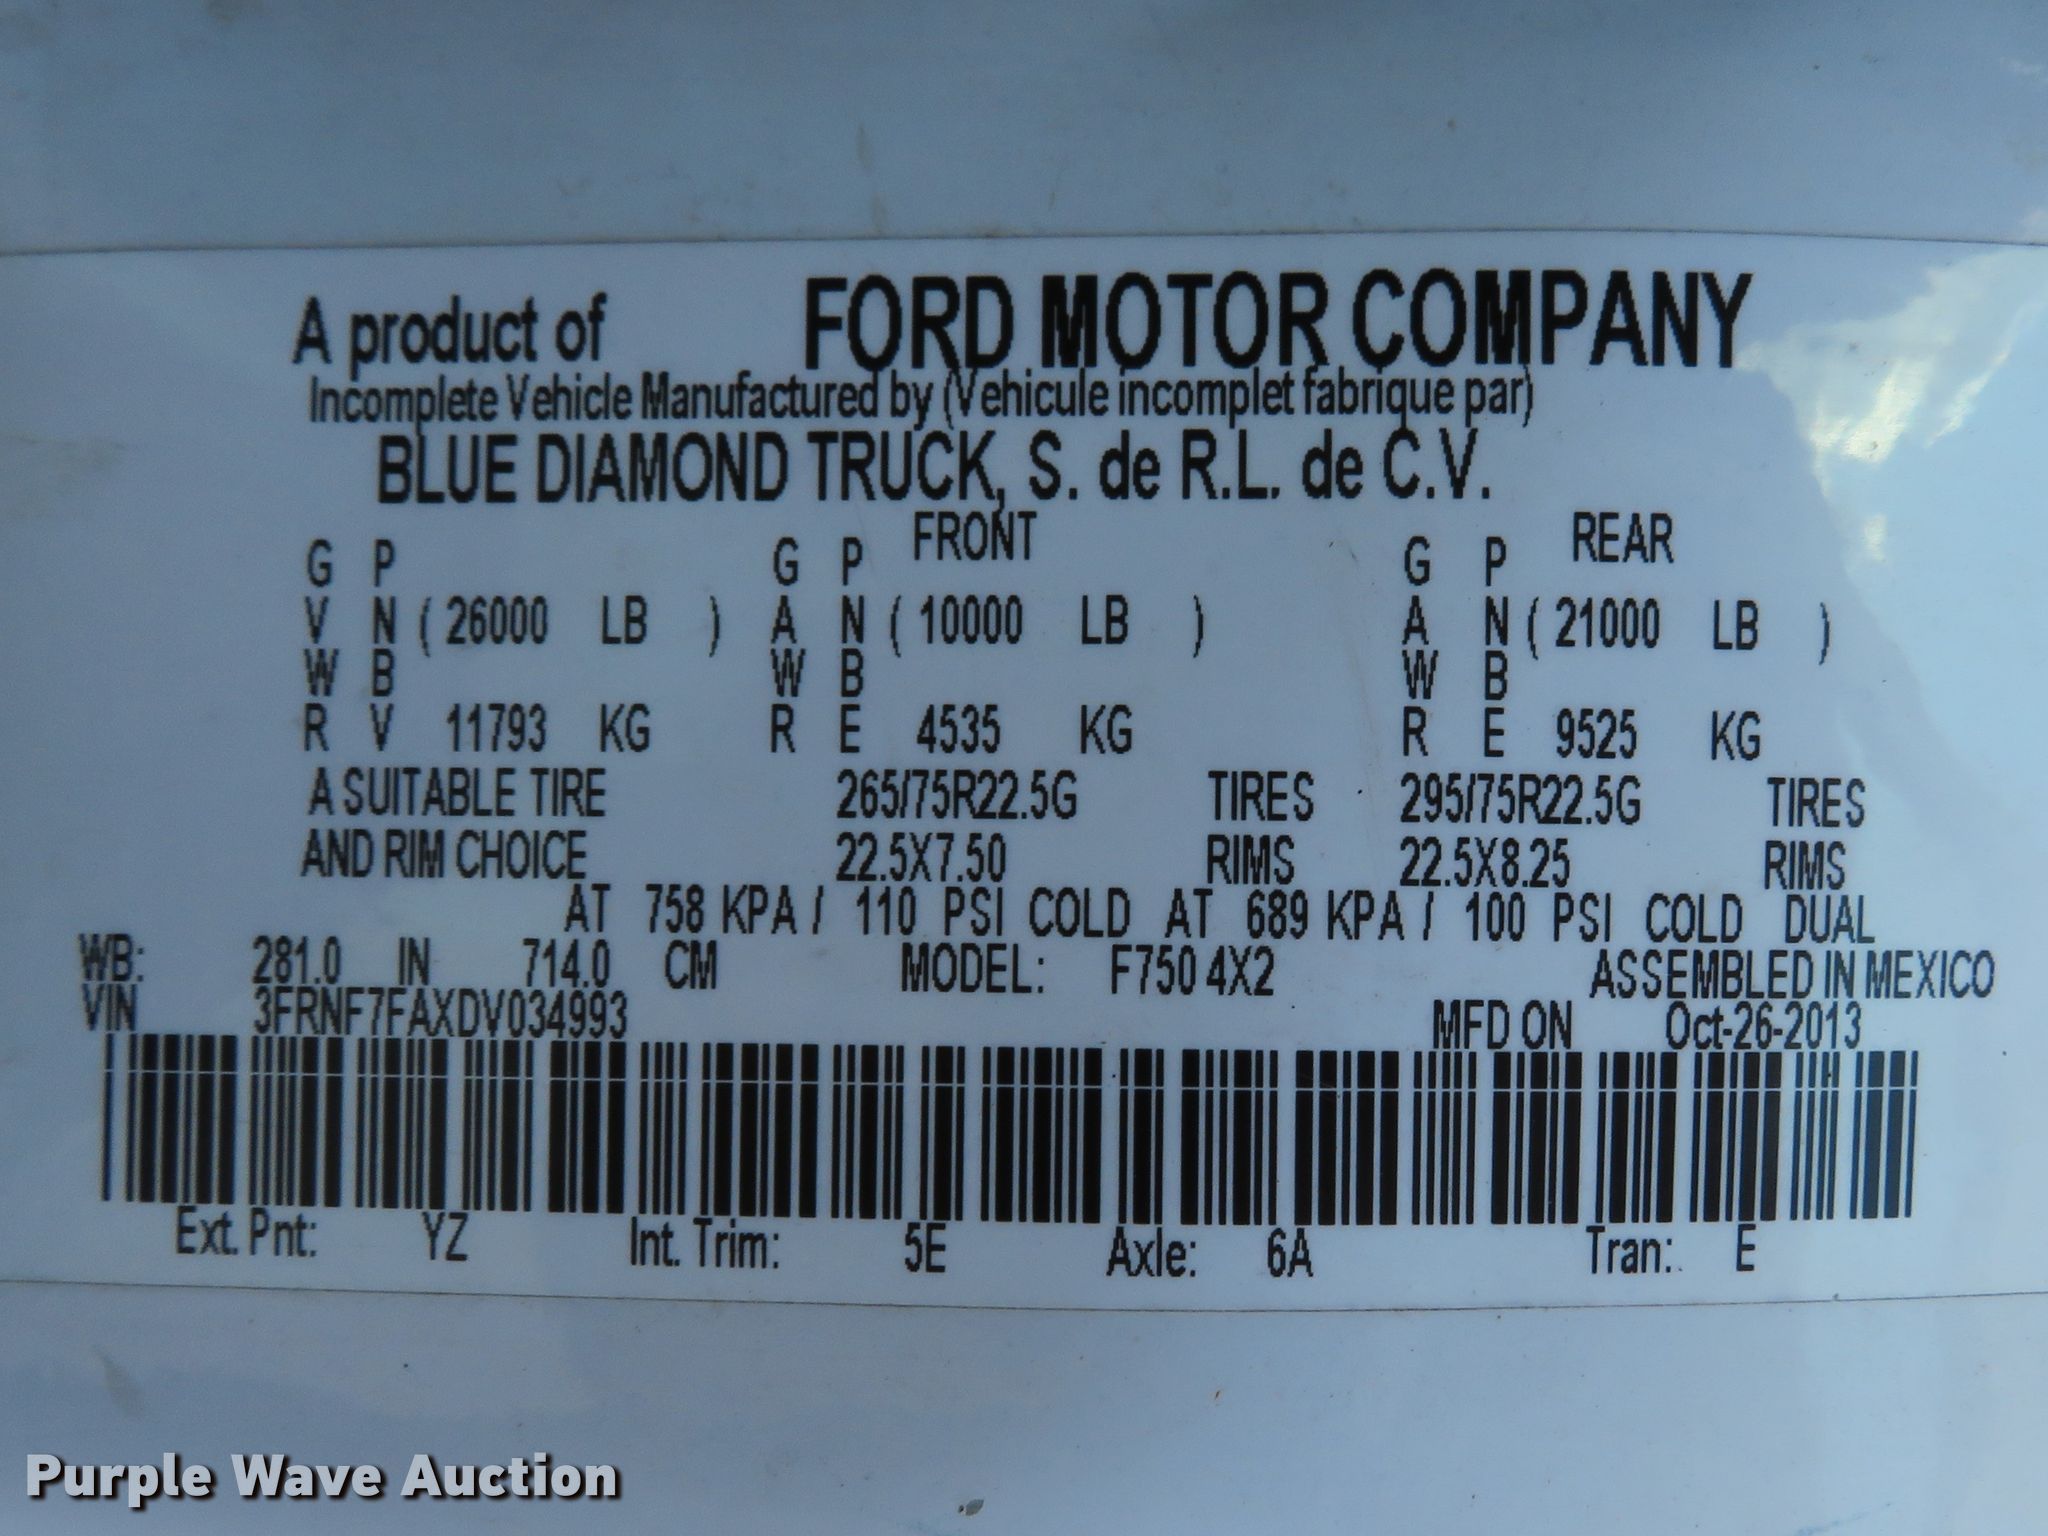 A product of FORD MOTOR COMPANY
Incomplete Vehicle Manufactured by (Vehicule incomplet fabrique par)
BLUE DIAMOND TRUCK, S. de R.L. de C.V.
FRONT REAR
G P G P G P
V N ( 26000 LB ) A N ( 10000 LB ) A N ( 21000 LB )
W B W B W B
R V 11793 KG R E 4535 KG R E 9525 KG
A SUITABLE TIRE 265/75R22.5G TIRES 295/75R22.5G TIRES
AND RIM CHOICE 22.5X7.50 RIMS 22.5X8.25 RIMS
AT 758 KPA / 110 PSI COLD AT 689 KPA / 100 PSI COLD DUAL
WB: 281.0 IN 714.0 CM MODEL: F750 4X2 ASSEMBLED IN MEXICO
VIN 3FRNF7FAXDV034993 MFD ON Oct-26-2013
Ext. Pnt: YZ Int. Trim: 5E Axle: 6A Tran: E
Purple Wave Auction